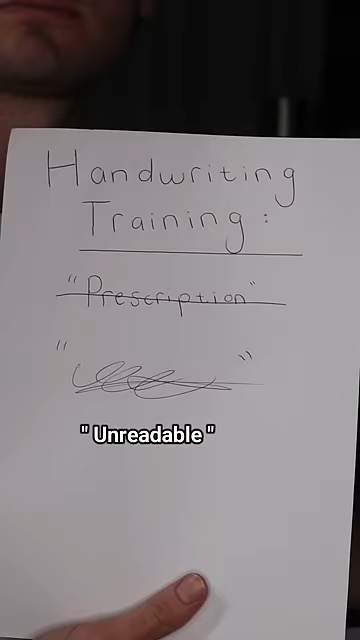 Handwriting
Training:
"Prescription"
" "
"Unreadable"